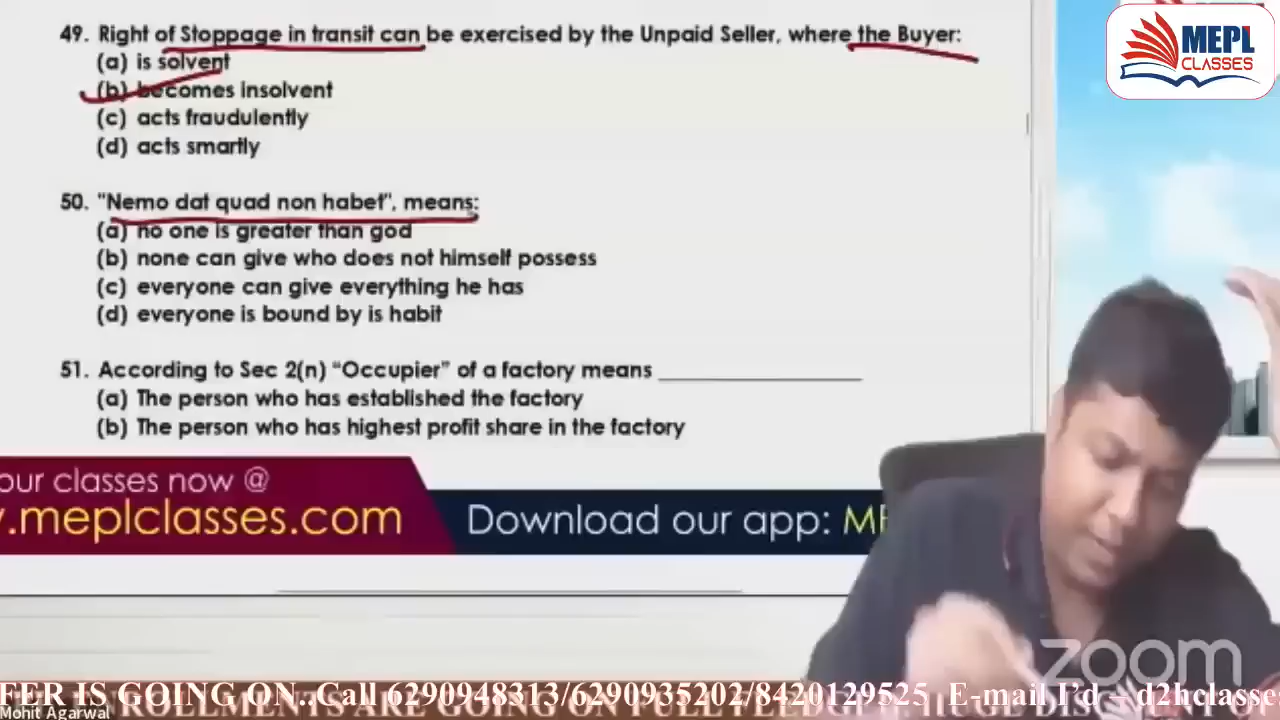 49. Right of Stoppage in transit can be exercised by the Unpaid Seller, where the Buyer:
(a) is solvent
(b) becomes insolvent
(c) acts fraudulently
(d) acts smartly
50. "Nemo dat quad non habet", means:
(a) no one is greater than god
(b) none can give who does not himself possess
(c) everyone can give everything he has
(d) everyone is bound by is habit
51. According to Sec 2(n) “Occupier” of a factory means ____________
(a) The person who has established the factory
(b) The person who has highest profit share in the factory
MEPL
CLASSES
our classes now @
.meplclasses.com
Download our app:
zoom
FER IS GOING ON..Call 6290948313/6290935202/8420129525 E-mail I’d – d2hclasse
Mohit Agarwal